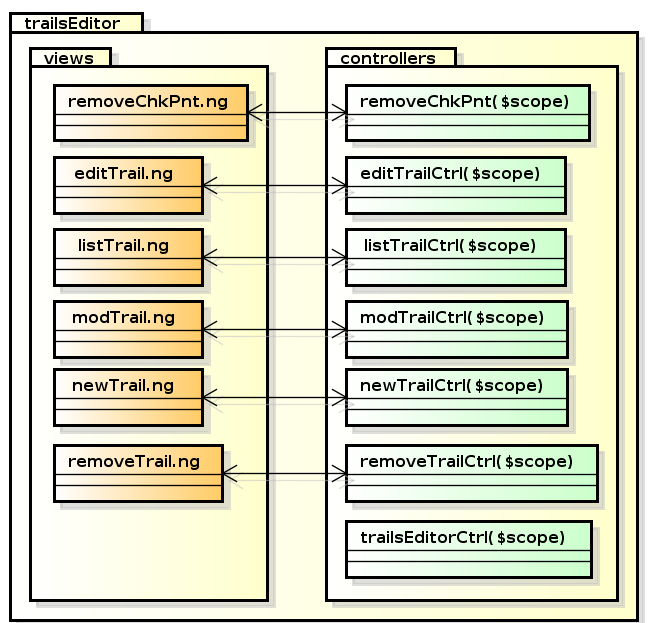 trailsEditor
views
controllers
removeChkPnt.ng
removeChkPnt($scope)
editTrail.ng
editTrailCtrl($scope)
listTrail.ng
listTrailCtrl($scope)
modTrail.ng
modTrailCtrl($scope)
newTrail.ng
newTrailCtrl($scope)
removeTrail.ng
removeTrailCtrl($scope)
trailsEditorCtrl($scope)